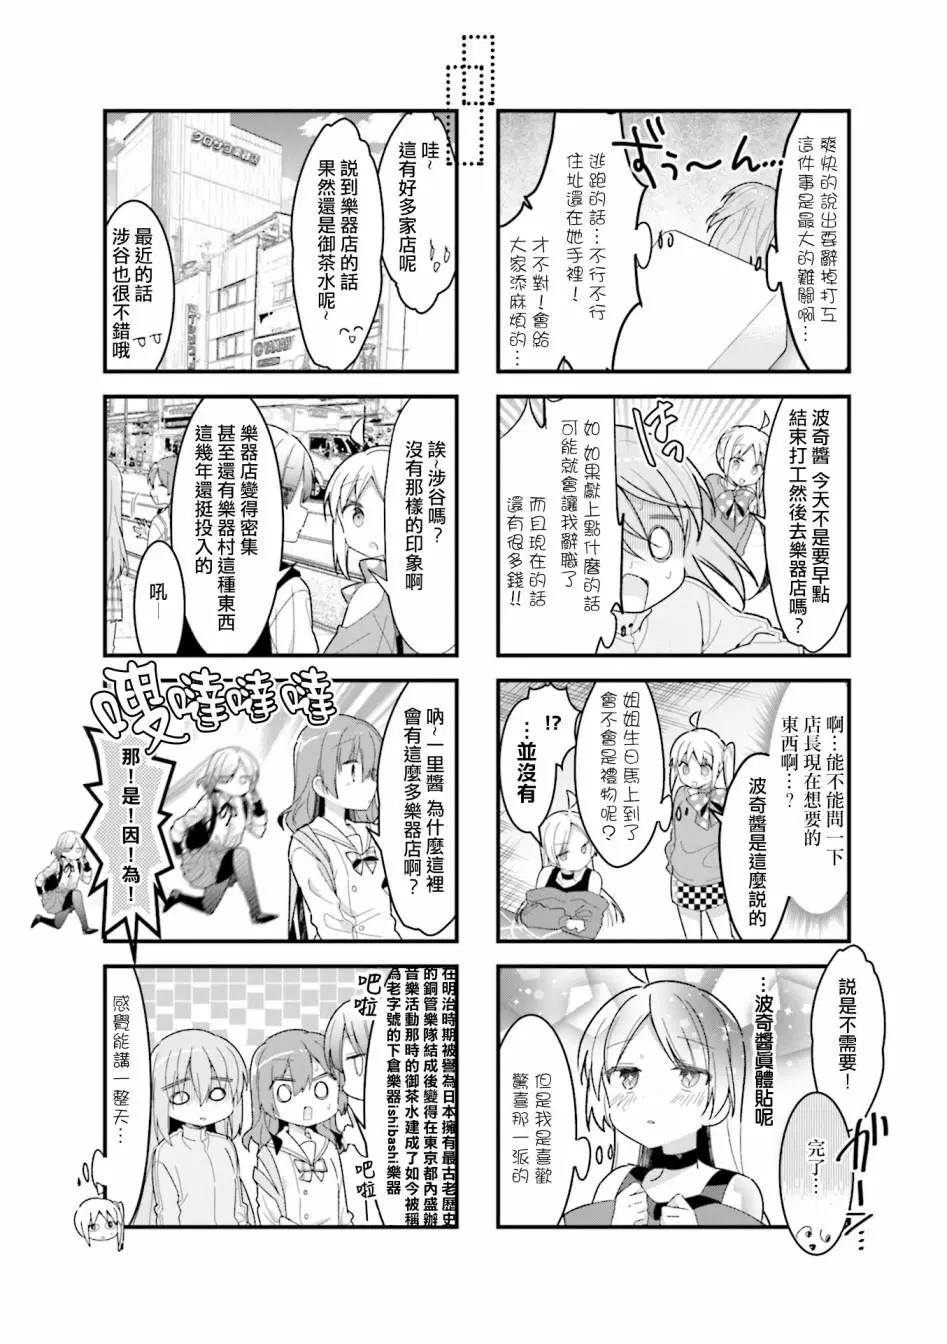 爽快的說出要辭掉打工
這件事是最大的難關啊…
ずぅ〜ん…
逃跑的話…不行不行
住址還在她手裡！
才不對！會給
大家添麻煩的…
波奇醬 今天不是要早點
結束打工然後去樂器店嗎？
如 如果獻上點什麼的話
可能就會讓我辭職了
而且現在的話
還有很多錢!!
啊…能不能問一下
店長現在想要的
東西啊…？
波奇醬是這麼說的
姐姐生日馬上到了
會不會是禮物呢？
!?
…並沒有
說是不需要！
ガーン…
完了…
…波奇醬真體貼呢
但是我是喜歡
驚喜那一派的
哇~
這有好多家店呢
說到樂器店的話
果然還是御茶水呢~
クロサワ楽器店
最近的話
涉谷也很不錯哦
誒~涉谷嗎？
沒有那樣的印象啊
樂器店變得密集
甚至還有樂器村這種東西
這幾年還挺投入的
吼—
吶~一里醬 為什麼這裡
會有這麼多樂器店啊？
噠噠噠
那！是！因！為！
在明治時期被譽為日本擁有最古老歷史
的銅管樂隊結成後變得在東京都內盛辦
音樂活動那時的御茶水建成了如今被稱
為老字號的下倉樂器ishibashi樂器
吧啦
吧啦
感覺能講一整天…